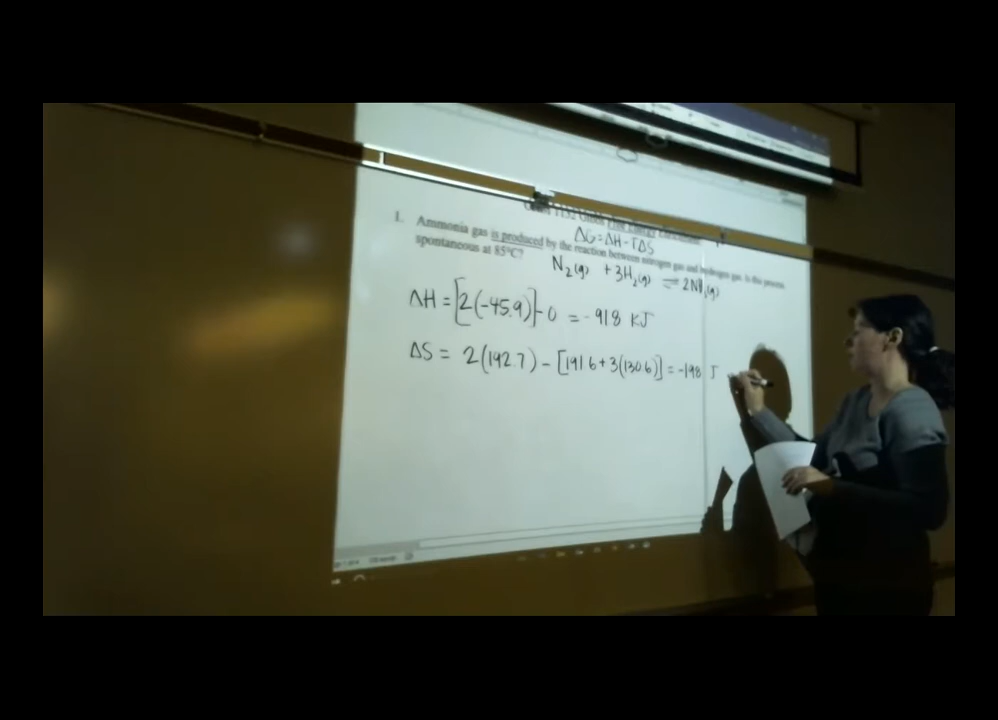 1. Ammonia gas is produced by the reaction between nitrogen gas and hydrogen gas. Is this process
spontaneous at 85°C?
ΔG=ΔH-TΔS
N₂(g) +3H₂(g) ⇌ 2NH₃(g)
ΔH = [2(-45.9)]-0 = -91.8 KJ
ΔS = 2(192.7) - [191.6+3(130.6)] = -198 J